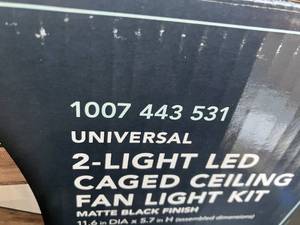 1007 443 531
UNIVERSAL
2-LIGHT LED
CAGED CEILING
FAN LIGHT KIT
MATTE BLACK FINISH
11.6 in DIA x 5.7 in H (assembled dimensions)